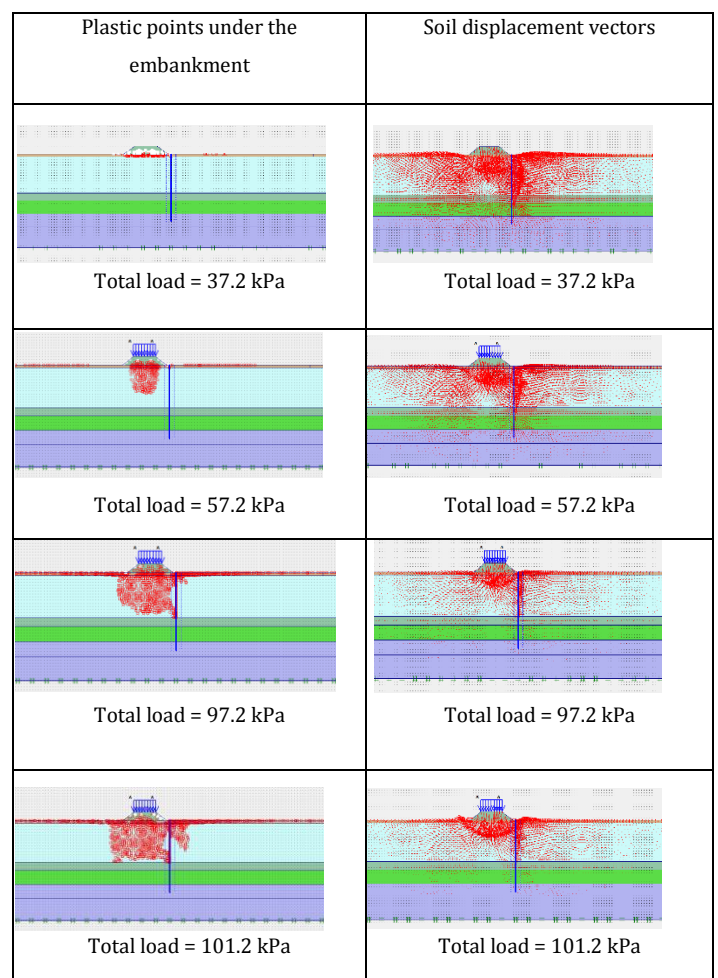 Plastic points under the
embankment
Soil displacement vectors
Total load = 37.2 kPa
Total load = 37.2 kPa
A A
A A
Total load = 57.2 kPa
Total load = 57.2 kPa
A A
A A
Total load = 97.2 kPa
Total load = 97.2 kPa
A A
A A
Total load = 101.2 kPa
Total load = 101.2 kPa